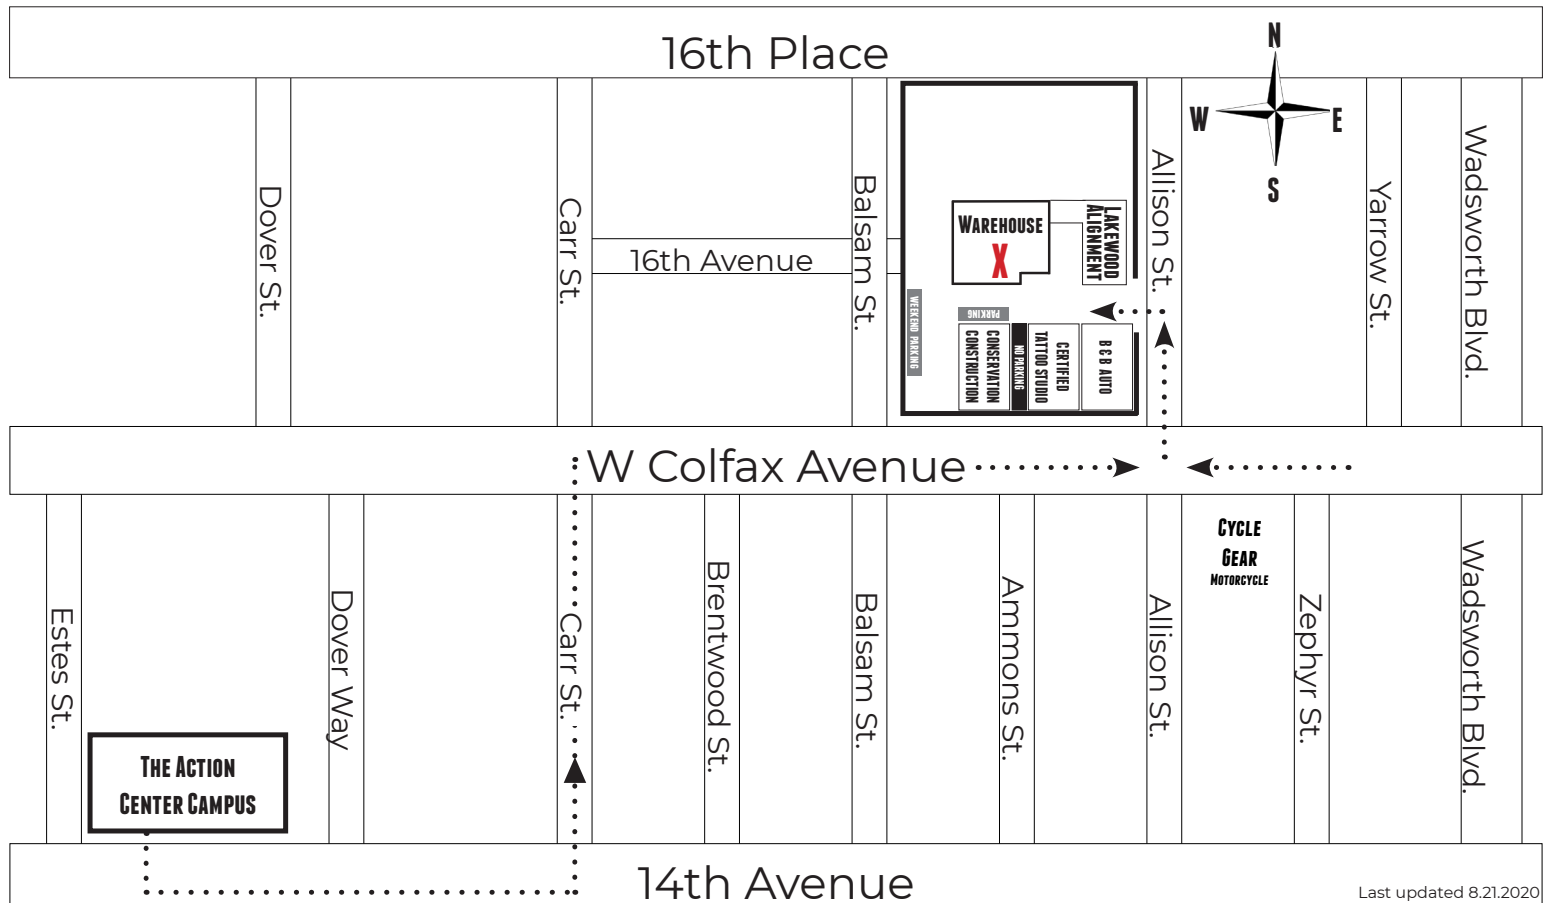 16th Place
N
W
E
S
Dover St.
Carr St.
16th Avenue
Balsam St.
WAREHOUSE
X
LAKEWOOD
ALIGNMENT
Allison St.
Yarrow St.
Wadsworth Blvd.
WEEKEND PARKING
PARKING
CONSERVATION
CONSTRUCTION
NO PARKING
CERTIFIED
TATTOO STUDIO
BCB AUTO
W Colfax Avenue
Estes St.
Dover Way
Carr St.
Brentwood St.
Balsam St.
Ammons St.
Allison St.
CYCLE
GEAR
MOTORCYCLE
Zephyr St.
Wadsworth Blvd.
THE ACTION
CENTER CAMPUS
14th Avenue
Last updated 8.21.2020